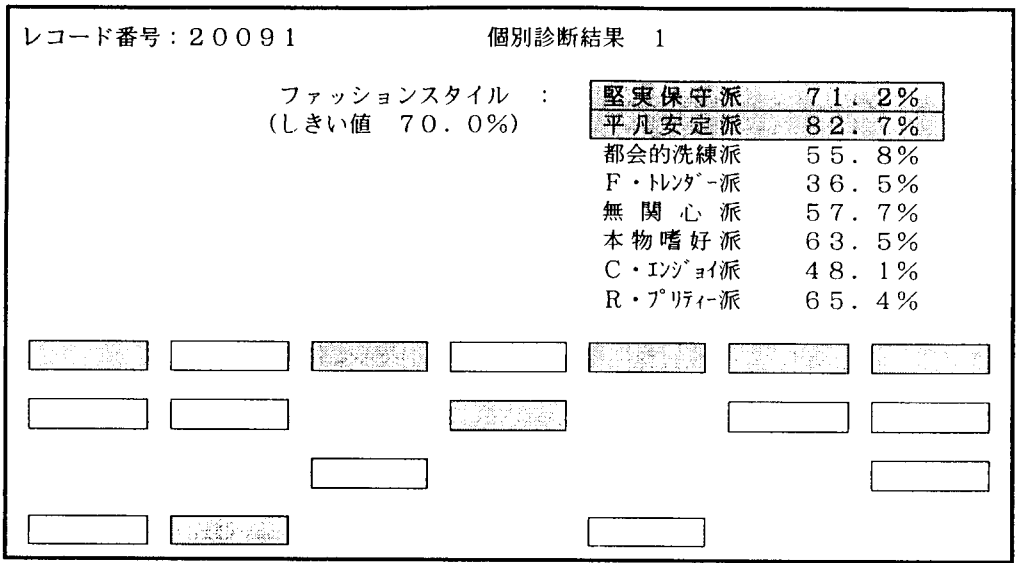 レコード番号:20091 個別診断結果 1
ファッションスタイル : 堅実保守派 71.2%
(しきい値 70.0%) 平凡安定派 82.7%
都会的洗練派 55.8%
F・トレンダー派 36.5%
無関心派 57.7%
本物嗜好派 63.5%
C・エンジョイ派 48.1%
R・プリティー派 65.4%